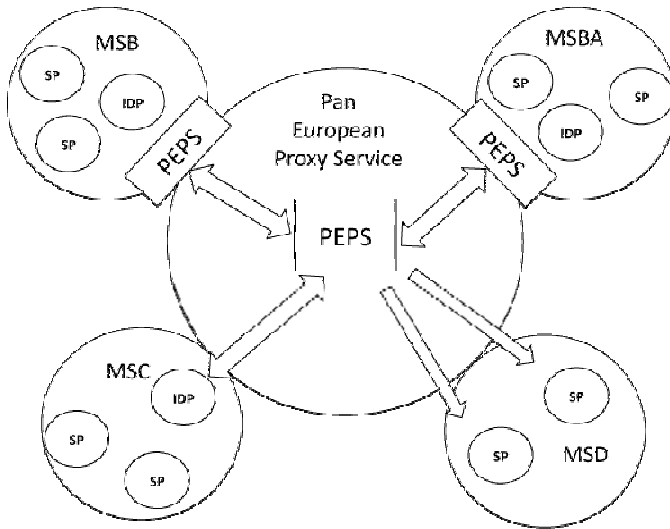 MSB
SP
IDP
SP
PEPS
Pan
European
Proxy Service
PEPS
MSBA
SP
SP
IDP
PEPS
MSC
IDP
SP
SP
SP
SP
MSD